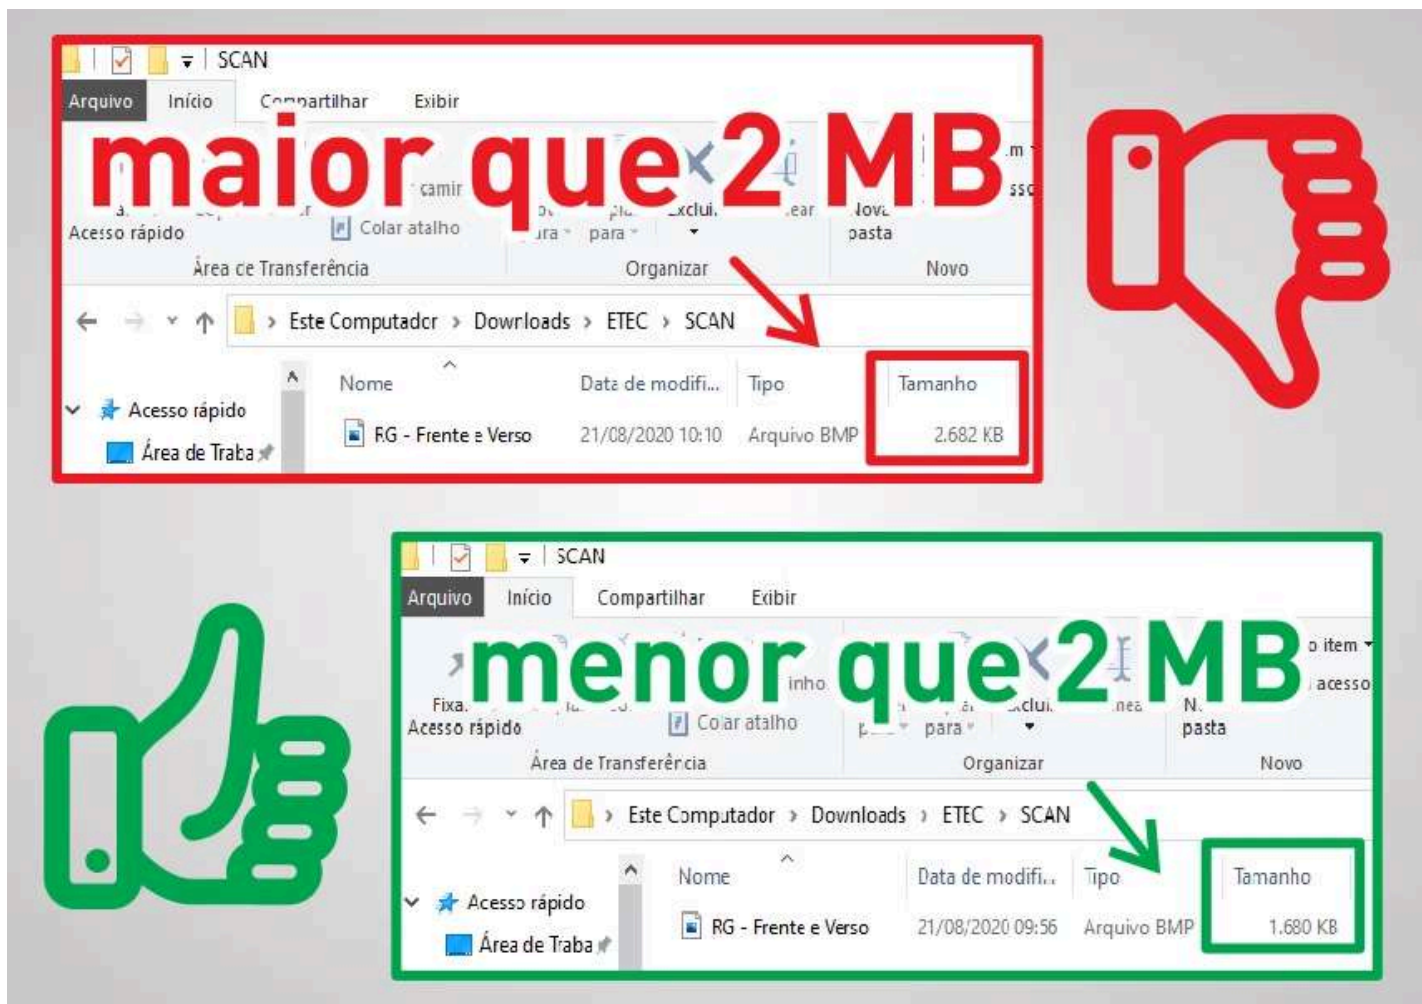 SCAN
Arquivo Início Compartilhar Exibir
maior que 2 MB
Acesso rápido Colar atalho para para pasta
Área de Transferência Organizar Novo
Este Computador > Downloads > ETEC > SCAN
Nome Data de modifi... Tipo Tamanho
Acesso rápido
RG - Frente e Verso 21/08/2020 10:10 Arquivo BMP 2.682 KB
Área de Traba
SCAN
Arquivo Início Compartilhar Exibir
menor que 2 MB
item
acesso
Acesso rápido Colar atalho para pasta
Área de Transferência Organizar Novo
Este Computador > Downloads > ETEC > SCAN
Nome Data de modifi... Tipo Tamanho
Acesso rápido
RG - Frente e Verso 21/08/2020 09:56 Arquivo BMP 1.680 KB
Área de Traba